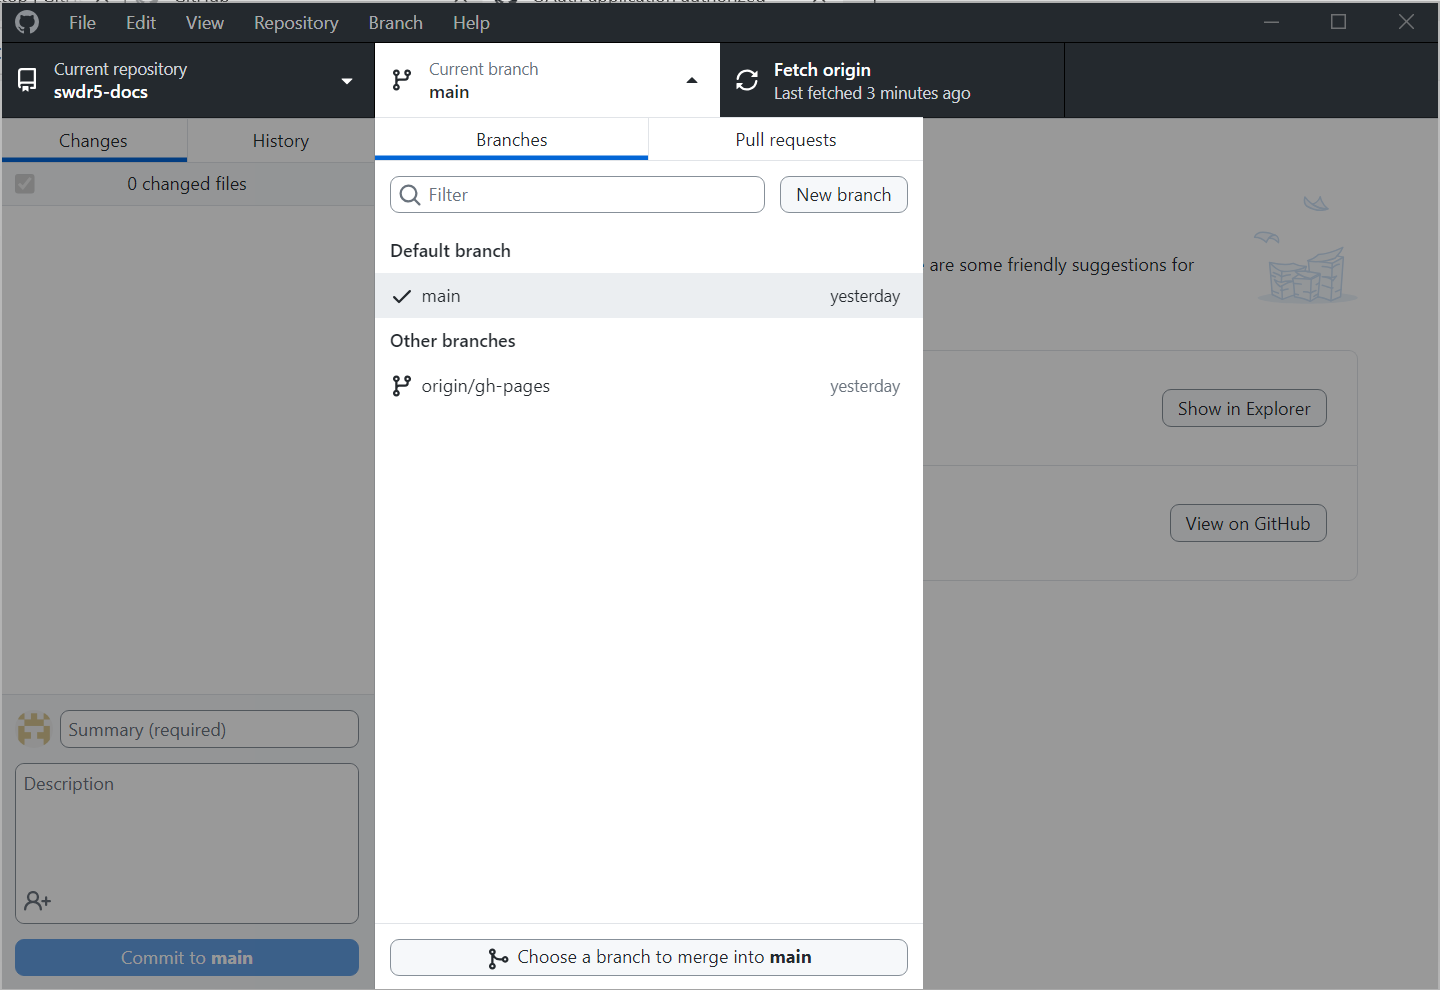 File Edit View Repository Branch Help
Current repository
swdr5-docs
Current branch
main
Fetch origin
Last fetched 3 minutes ago
Changes History
Branches Pull requests
0 changed files
Filter
New branch
Default branch
main yesterday
Other branches
origin/gh-pages yesterday
are some friendly suggestions for
Show in Explorer
View on GitHub
Summary (required)
Description
Commit to main
Choose a branch to merge into main